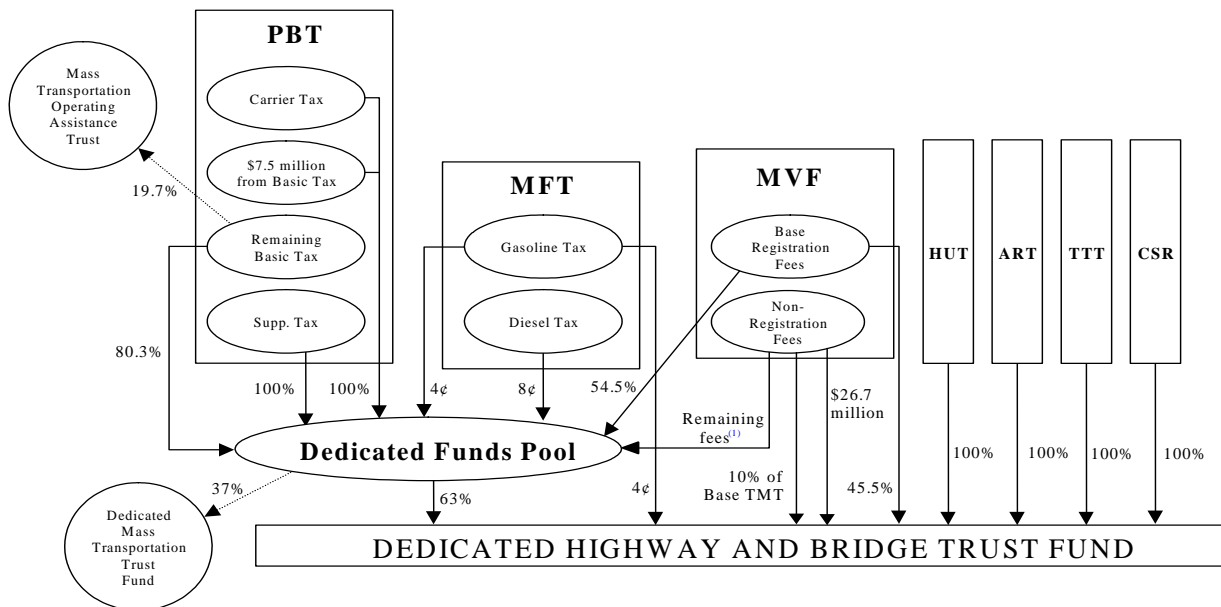 PBT
Mass
Transportation
Operating
Assistance
Trust
Carrier Tax
$7.5 million
from Basic Tax
19.7%
Remaining
Basic Tax
Supp. Tax
80.3%
100%
100%
MFT
Gasoline Tax
Diesel Tax
4¢
8¢
MVF
Base
Registration
Fees
Non-
Registration
Fees
54.5%
$26.7
million
Remaining
fees(1)
HUT
ART
TTT
CSR
Dedicated Funds Pool
37%
63%
4¢
10% of
Base TMT
45.5%
100%
100%
100%
100%
Dedicated
Mass
Transportation
Trust
Fund
DEDICATED HIGHWAY AND BRIDGE TRUST FUND